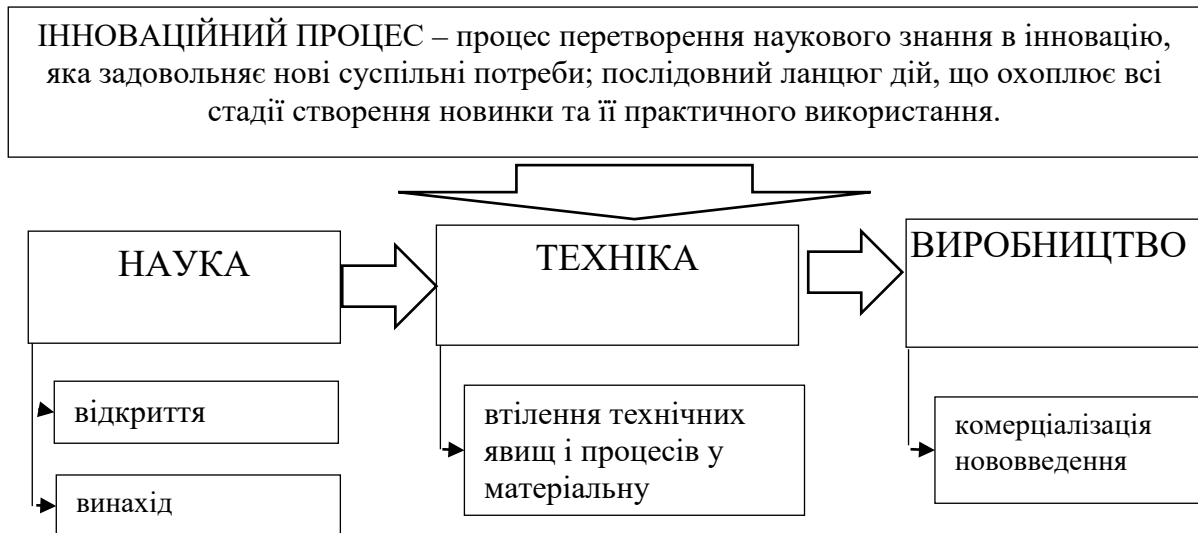 ІННОВАЦІЙНИЙ ПРОЦЕС – процес перетворення наукового знання в інновацію,
яка задовольняє нові суспільні потреби; послідовний ланцюг дій, що охоплює всі
стадії створення новинки та її практичного використання.
НАУКА
ТЕХНІКА
ВИРОБНИЦТВО
відкриття
винахід
втілення технічних
явищ і процесів у
матеріальну
комерціалізація
нововведення